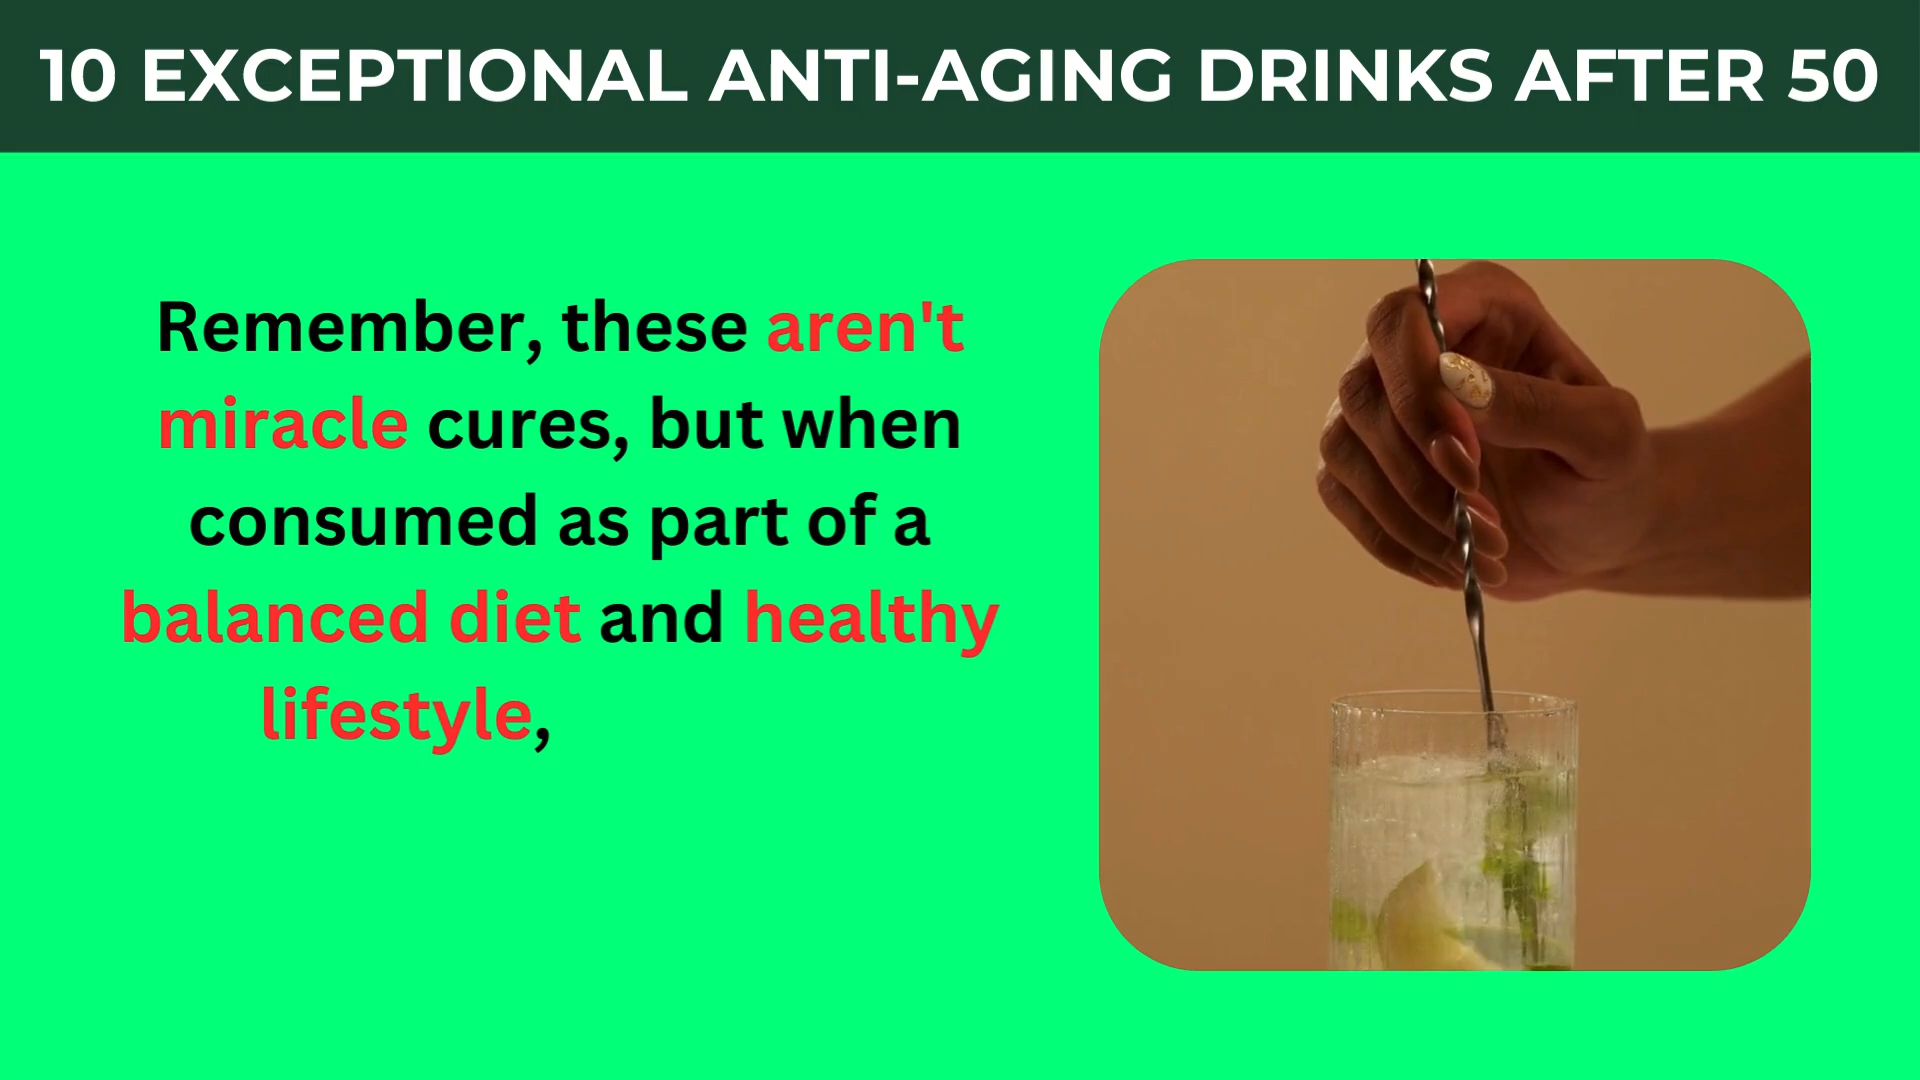 10 EXCEPTIONAL ANTI-AGING DRINKS AFTER 50
Remember, these aren't
miracle cures, but when
consumed as part of a
balanced diet and healthy
lifestyle,